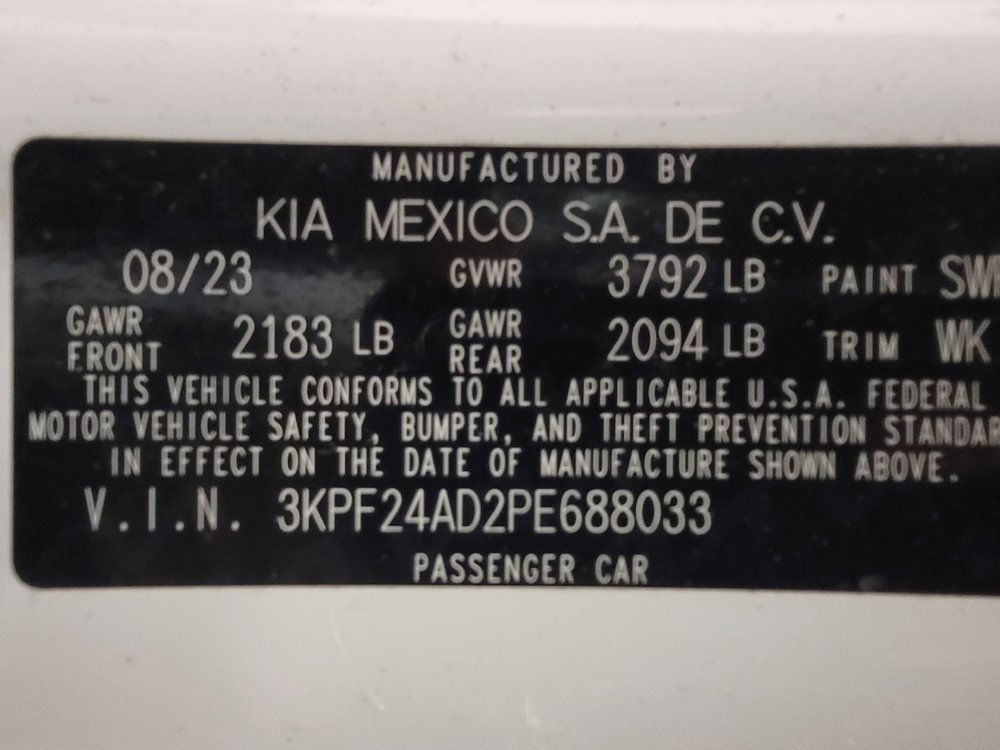 MANUFACTURED BY
KIA MEXICO S.A. DE C.V.
08/23 GVWR 3792 LB PAINT
GAWR FRONT 2183 LB GAWR REAR 2094 LB TRIM WK
THIS VEHICLE CONFORMS TO ALL APPLICABLE U.S.A. FEDERAL
MOTOR VEHICLE SAFETY, BUMPER, AND THEFT PREVENTION STANDAR
IN EFFECT ON THE DATE OF MANUFACTURE SHOWN ABOVE.
V.I.N. 3KPF24AD2PE688033
PASSENGER CAR